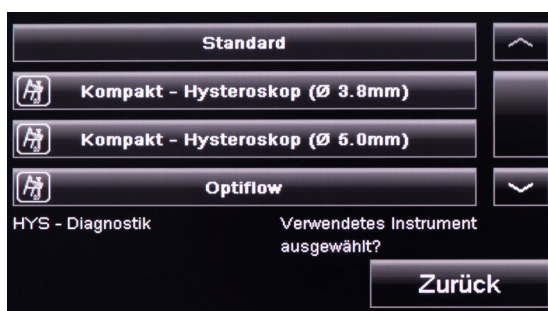 Standard
Kompakt - Hysteroskop (Ø 3.8mm)
Kompakt - Hysteroskop (Ø 5.0mm)
Optiflow
HYS - Diagnostik
Verwendetes Instrument
ausgewählt?
Zurück